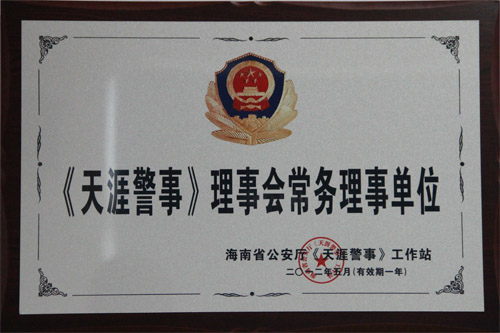 《天涯警事》理事会常务理事单位
海南省公安厅《天涯警事》工作站
二〇一二年五月(有效期一年)